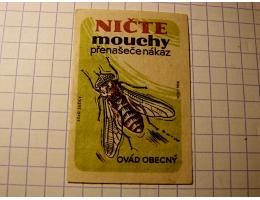 NIČTE
mouchy
přenašeče nákaz
OVÁD OBECNÝ